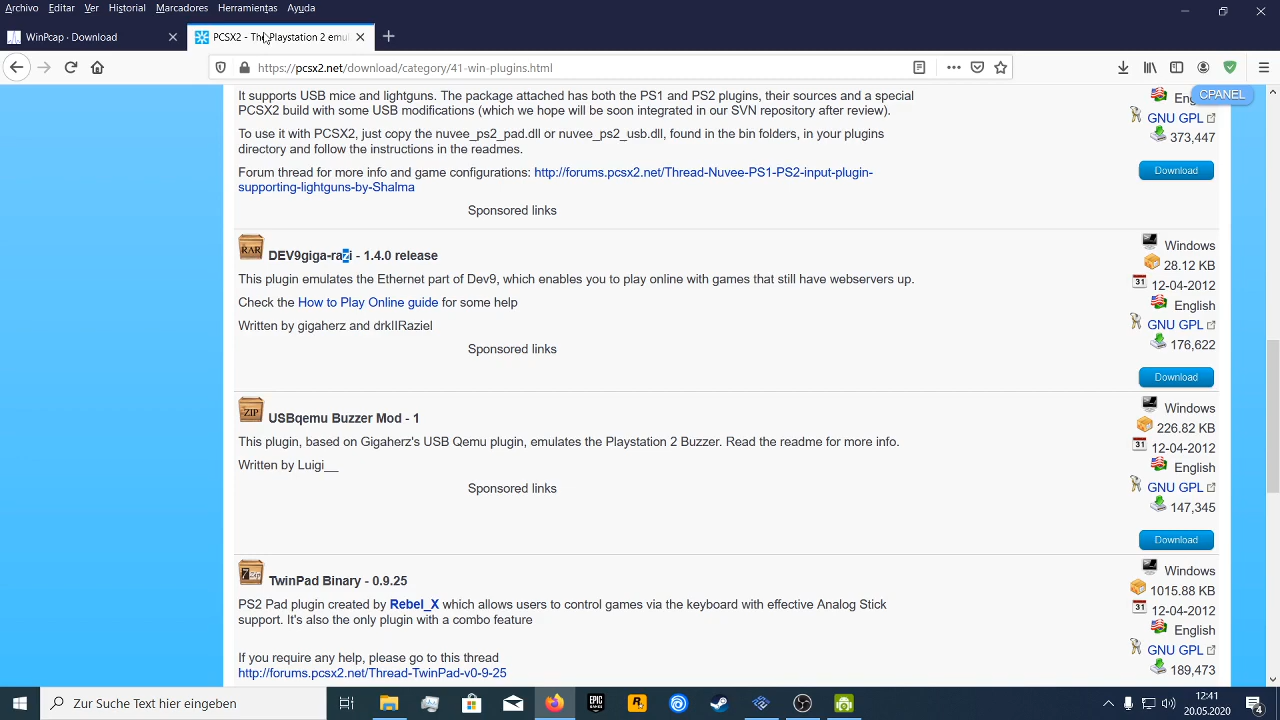 Archivo Editar Ver Historial Marcadores Herramientas Ayuda
WinPcap · Download
PCSX2 - The Playstation 2 emul
https://pcsx2.net/download/category/41-win-plugins.html
CPANEL
It supports USB mice and lightguns. The package attached has both the PS1 and PS2 plugins, their sources and a special
PCSX2 build with some USB modifications (which we hope will be soon integrated in our SVN repository after review).
To use it with PCSX2, just copy the nuvee_ps2_pad.dll or nuvee_ps2_usb.dll, found in the bin folders, in your plugins
directory and follow the instructions in the readmes.
Forum thread for more info and game configurations: http://forums.pcsx2.net/Thread-Nuvee-PS1-PS2-input-plugin-
supporting-lightguns-by-Shalma
Sponsored links
GNU GPL
373,447
Download
RAR
DEV9giga-razi - 1.4.0 release
This plugin emulates the Ethernet part of Dev9, which enables you to play online with games that still have webservers up.
Check the How to Play Online guide for some help
Written by gigaherz and drkIIRaziel
Sponsored links
Windows
28.12 KB
31 12-04-2012
English
GNU GPL
176,622
Download
ZIP
USBqemu Buzzer Mod - 1
This plugin, based on Gigaherz's USB Qemu plugin, emulates the Playstation 2 Buzzer. Read the readme for more info.
Written by Luigi__
Sponsored links
Windows
226.82 KB
31 12-04-2012
English
GNU GPL
147,345
Download
TwinPad Binary - 0.9.25
PS2 Pad plugin created by Rebel_X which allows users to control games via the keyboard with effective Analog Stick
support. It's also the only plugin with a combo feature
If you require any help, please go to this thread
http://forums.pcsx2.net/Thread-TwinPad-v0-9-25
Windows
1015.88 KB
31 12-04-2012
English
GNU GPL
189,473
Zur Suche Text hier eingeben
EPIC GAMES
R
12:41
20.05.2020
4